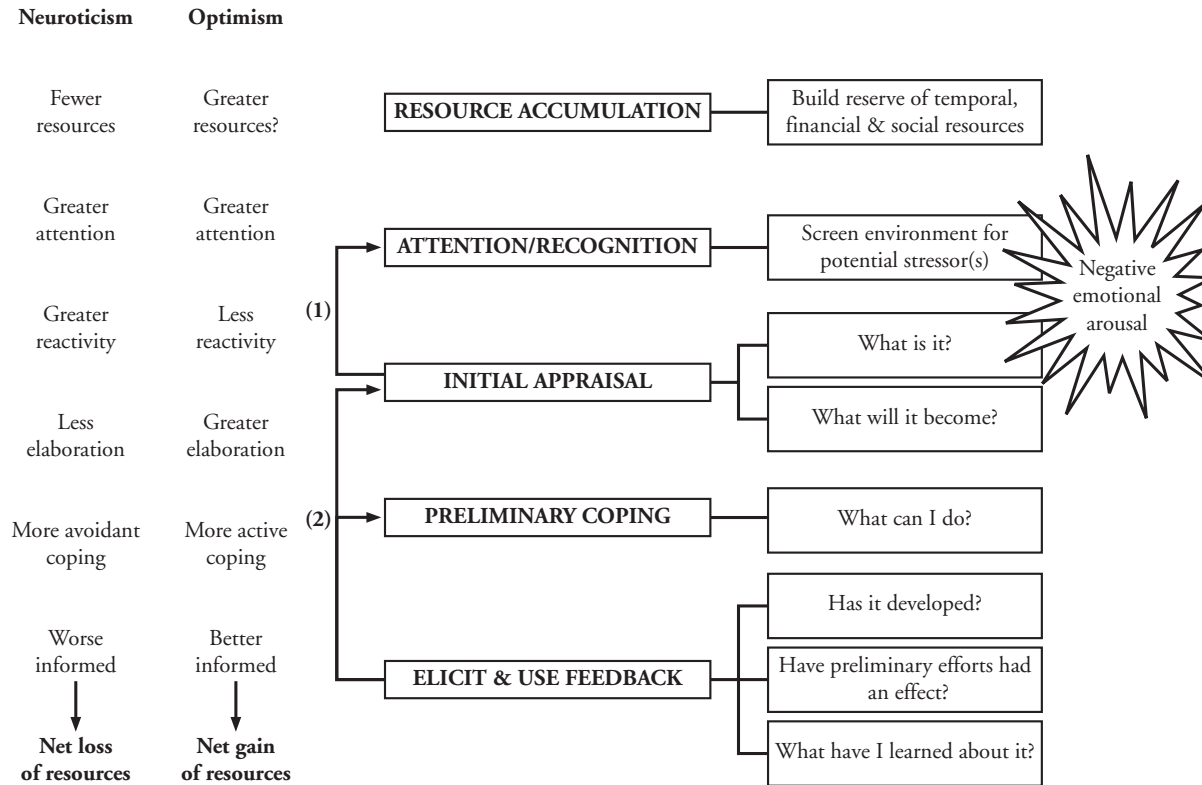 Neuroticism
Optimism
Fewer
resources
Greater
resources?
RESOURCE ACCUMULATION
Build reserve of temporal,
financial & social resources
Greater
attention
Greater
attention
ATTENTION/RECOGNITION
Screen environment for
potential stressor(s)
Negative
emotional
arousal
(1)
Greater
reactivity
Less
reactivity
INITIAL APPRAISAL
What is it?
What will it become?
Less
elaboration
Greater
elaboration
(2)
More avoidant
coping
More active
coping
PRELIMINARY COPING
What can I do?
Worse
informed
Better
informed
ELICIT & USE FEEDBACK
Has it developed?
Have preliminary efforts had
an effect?
What have I learned about it?
Net loss
of resources
Net gain
of resources